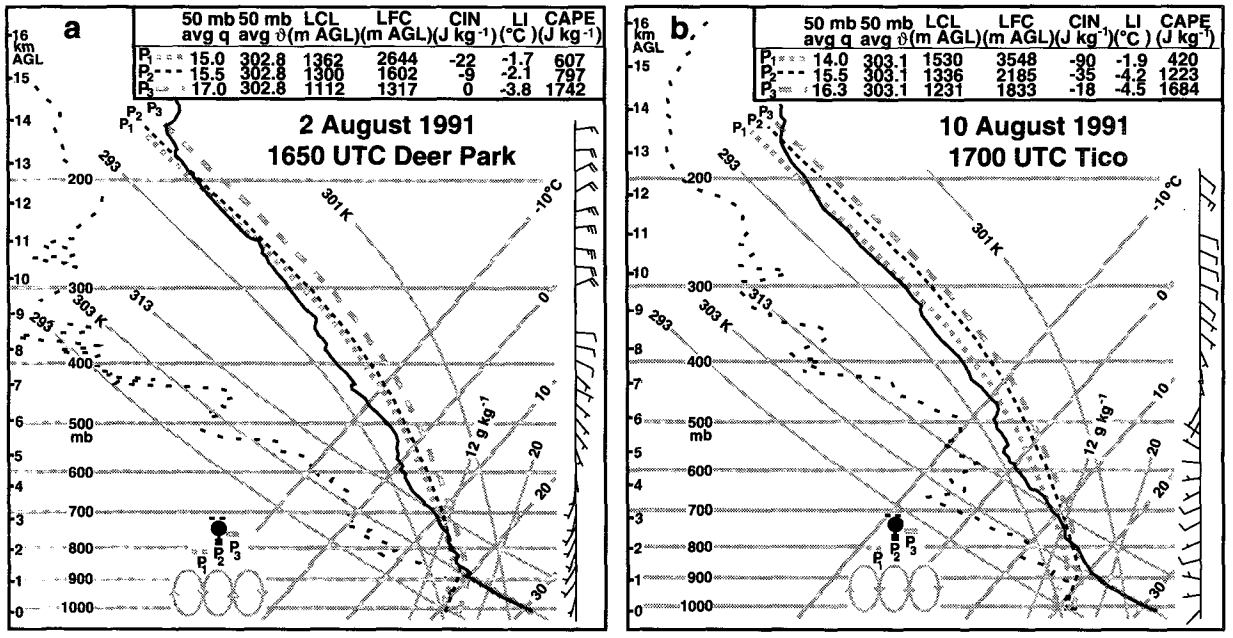 a
50 mb 50 mb LCL LFC CIN LI CAPE
avg q avg ϑ (m AGL) (m AGL) (J kg⁻¹) (°C) (J kg⁻¹)
P₁ 15.0 302.8 1362 2644 -22 -1.7 607
P₂ 15.5 302.8 1300 1602 -9 -2.1 797
P₃ 17.0 302.8 1112 1317 0 -3.8 1742
2 August 1991
1650 UTC Deer Park
16
km
AGL
15
14
13
12
11
10
9
8
7
6
5
4
3
2
1
0
P₁ P₂ P₃
293
200
301 K
-10°C
300
0
293
303 K
313
400
10
500
mb
12 g kg⁻¹
20
600
20
700
P₁ P₂ P₃
800
900
30
1000
b
50 mb 50 mb LCL LFC CIN LI CAPE
avg q avg ϑ (m AGL) (m AGL) (J kg⁻¹) (°C) (J kg⁻¹)
P₁ 14.0 303.1 1530 3548 -90 -1.9 420
P₂ 15.5 303.1 1336 2185 -35 -4.2 1223
P₃ 16.3 303.1 1231 1833 -18 -4.5 1684
10 August 1991
1700 UTC Tico
16
km
AGL
15
14
13
12
11
10
9
8
7
6
5
4
3
2
1
0
P₁ P₂ P₃
293
200
301 K
-10°C
300
0
293
303 K
313
400
10
500
mb
12 g kg⁻¹
20
600
20
700
P₁ P₂ P₃
800
900
30
1000